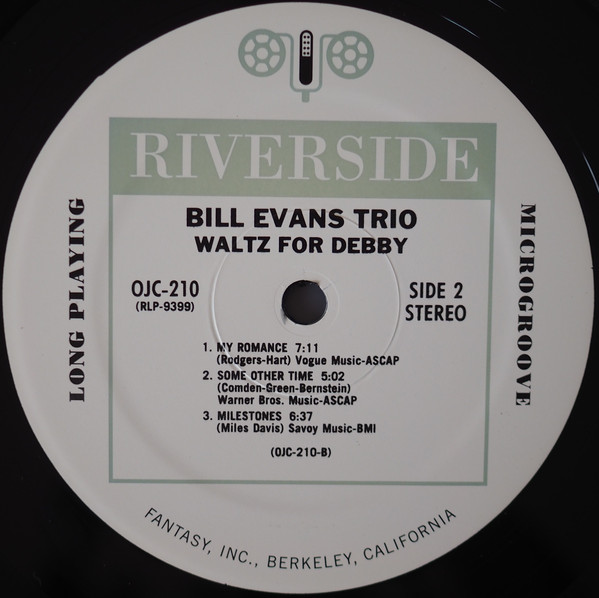 RIVERSIDE
BILL EVANS TRIO
WALTZ FOR DEBBY
LONG PLAYING
MICROGROOVE
OJC-210
(RLP-9399)
SIDE 2
STEREO
1. MY ROMANCE 7:11
(Rodgers-Hart) Vogue Music-ASCAP
2. SOME OTHER TIME 5:02
(Comden-Green-Bernstein)
Warner Bros. Music-ASCAP
3. MILESTONES 6:37
(Miles Davis) Savoy Music-BMI
(OJC-210-B)
FANTASY, INC., BERKELEY, CALIFORNIA